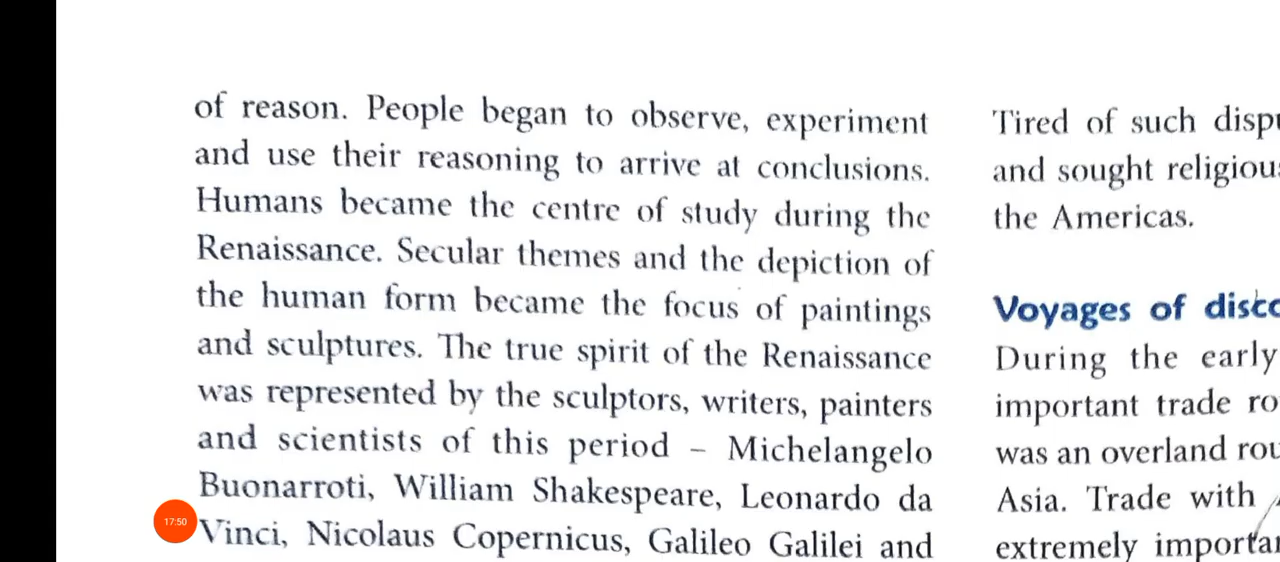 of reason. People began to observe, experiment
and use their reasoning to arrive at conclusions.
Humans became the centre of study during the
Renaissance. Secular themes and the depiction of
the human form became the focus of paintings
and sculptures. The true spirit of the Renaissance
was represented by the sculptors, writers, painters
and scientists of this period – Michelangelo
Buonarroti, William Shakespeare, Leonardo da
Vinci, Nicolaus Copernicus, Galileo Galilei and
17:50
Tired of such
and sought
the Americas.
Voyages of
During the early
important trade
was an overland
Asia. Trade with
extremely